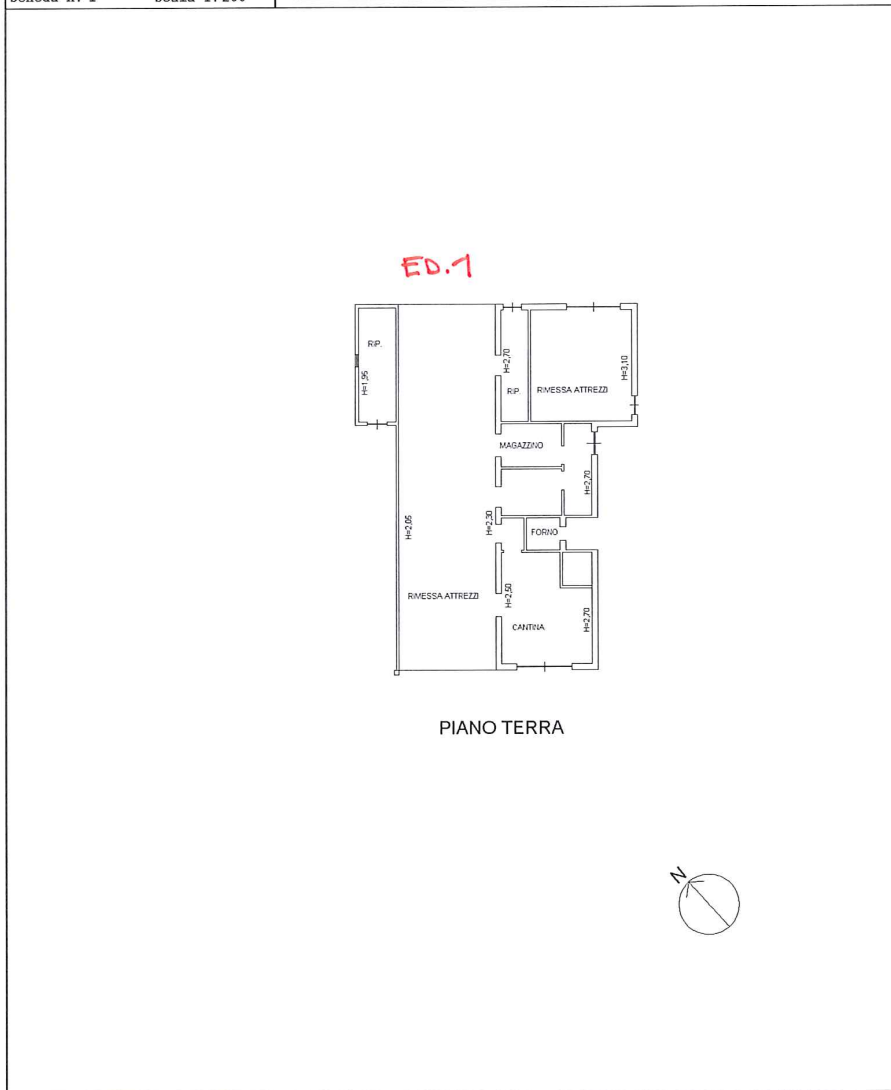 ED.1
RIP.
H=1,95
H=2,70
RIP.
RIMESSA ATTREZZI
H=3,10
MAGAZZINO
H=2,70
H=2,05
H=2,30
FORNO
RIMESSA ATTREZZI
H=2,50
CANTINA
H=2,70
PIANO TERRA
N